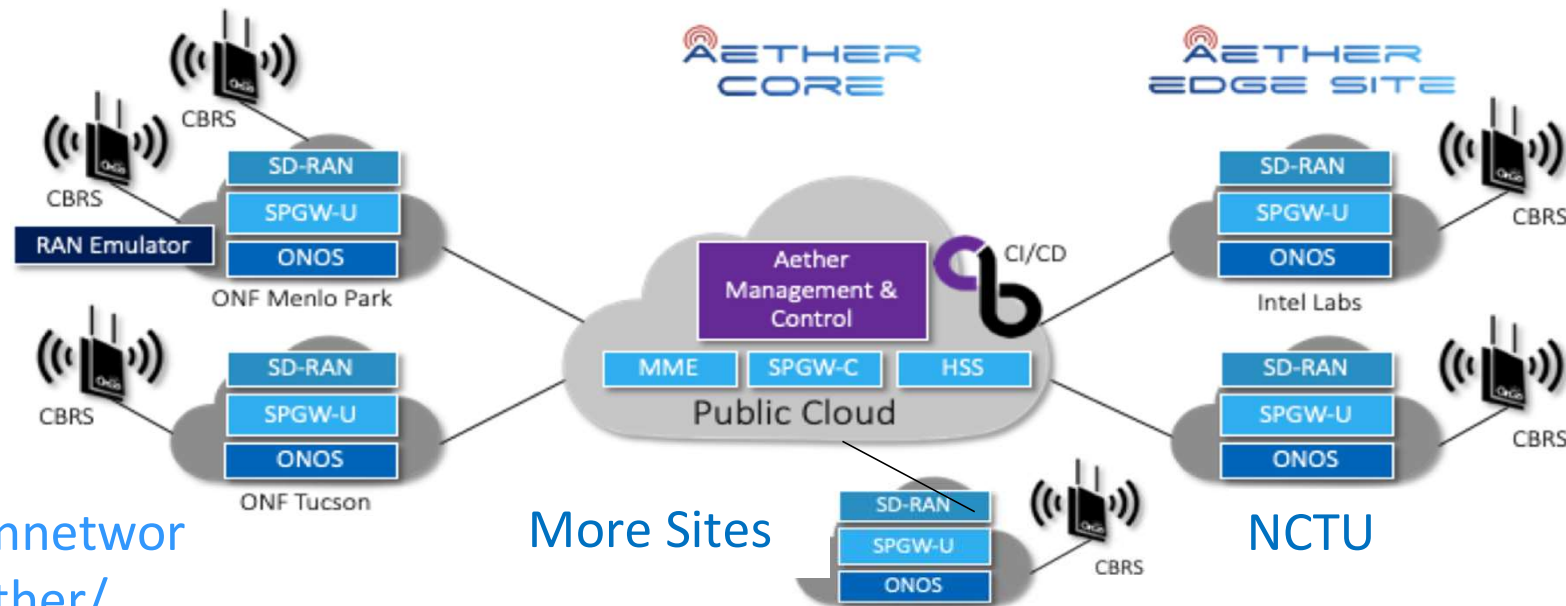 AETHER
CORE
AETHER
EDGE SITE
CBRS
CBRS
RAN Emulator
SD-RAN
SPGW-U
ONOS
ONF Menlo Park
CBRS
SD-RAN
SPGW-U
ONOS
ONF Tucson
Aether
Management &
Control
CI/CD
MME
SPGW-C
HSS
Public Cloud
SD-RAN
SPGW-U
ONOS
Intel Labs
CBRS
SD-RAN
SPGW-U
ONOS
CBRS
NCTU
More Sites
SD-RAN
SPGW-U
ONOS
CBRS
nnetwor
ther/